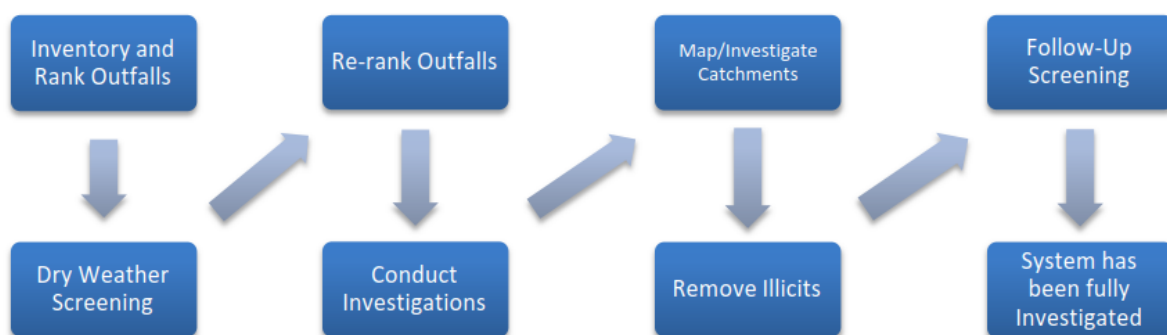 Inventory and
Rank Outfalls
Dry Weather
Screening
Re-rank Outfalls
Conduct
Investigations
Map/Investigate
Catchments
Remove Illicits
Follow-Up
Screening
System has
been fully
Investigated